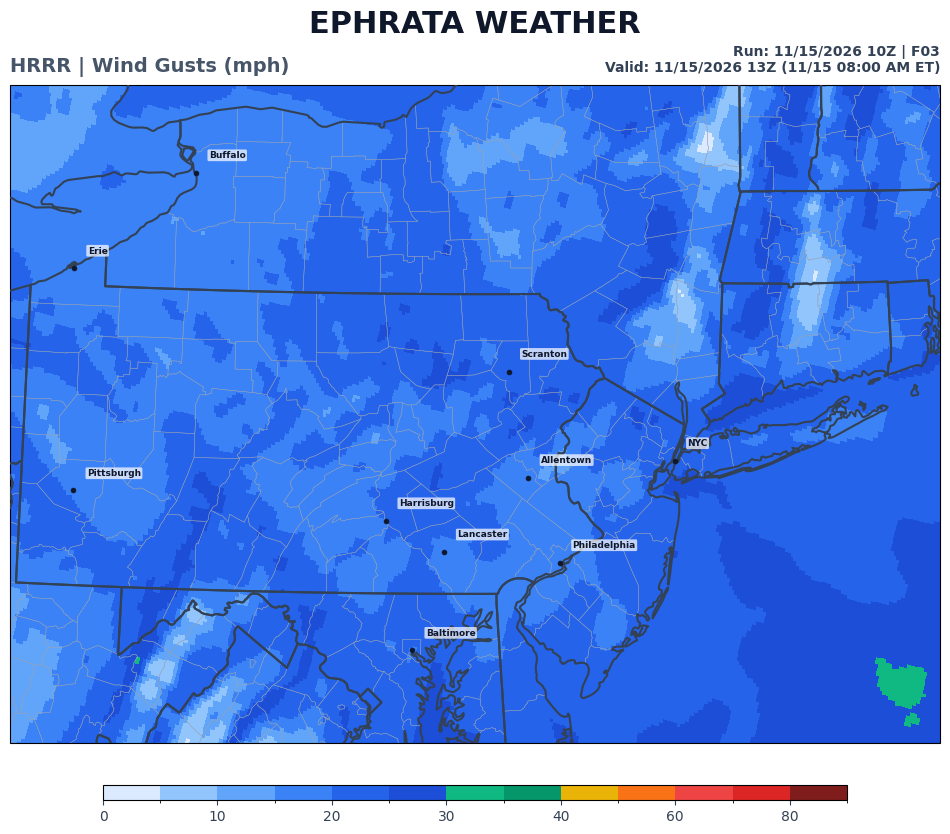 EPHRATA WEATHER
HRRR | Wind Gusts (mph)
Run: 11/15/2026 10Z | F03
Valid: 11/15/2026 13Z (11/15 08:00 AM ET)
Buffalo
Erie
Scranton
NYC
Allentown
Pittsburgh
Harrisburg
Lancaster
Philadelphia
Baltimore
0 10 20 30 40 50 60 70 80